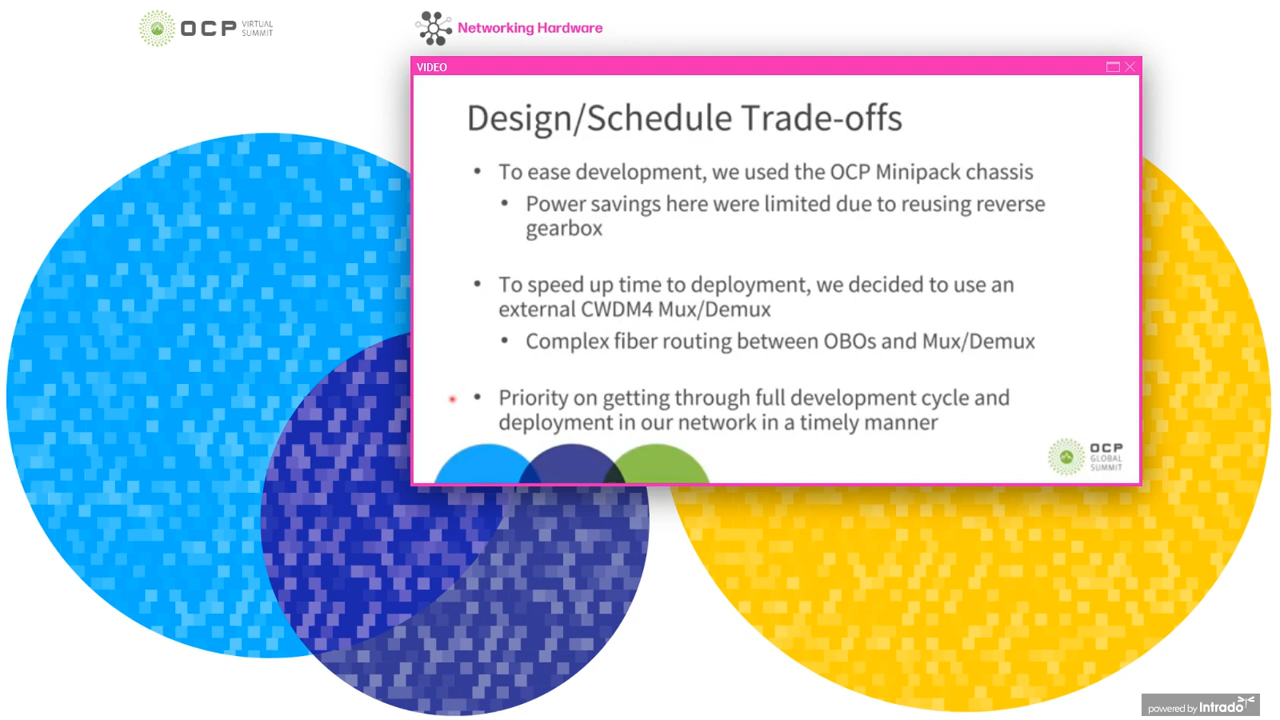 OCP VIRTUAL
SUMMIT
Networking Hardware
VIDEO
Design/Schedule Trade-offs
• To ease development, we used the OCP Minipack chassis
• Power savings here were limited due to reusing reverse
gearbox
• To speed up time to deployment, we decided to use an
external CWDM4 Mux/Demux
• Complex fiber routing between OBOs and Mux/Demux
• Priority on getting through full development cycle and
deployment in our network in a timely manner
OCP
GLOBAL
SUMMIT
powered by Intrado